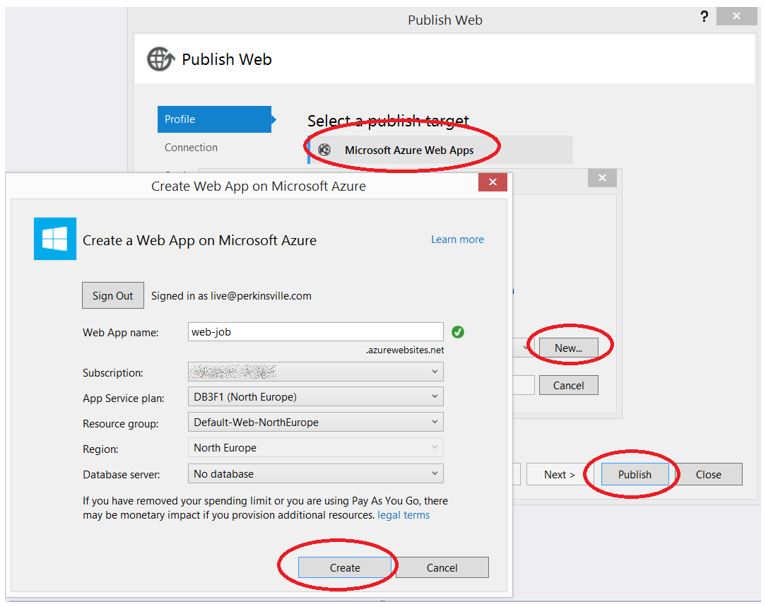 Publish Web
?
Publish Web
Profile
Select a publish target
Connection
Microsoft Azure Web Apps
Create Web App on Microsoft Azure
Create a Web App on Microsoft Azure
Learn more
Sign Out Signed in as live@perkinsville.com
Web App name: web-job
.azurewebsites.net
Subscription:
App Service plan: DB3F1 (North Europe)
Resource group: Default-Web-NorthEurope
Region: North Europe
Database server: No database
If you have removed your spending limit or you are using Pay As You Go, there
may be monetary impact if you provision additional resources. legal terms
Create Cancel
New...
Cancel
Next > Publish Close